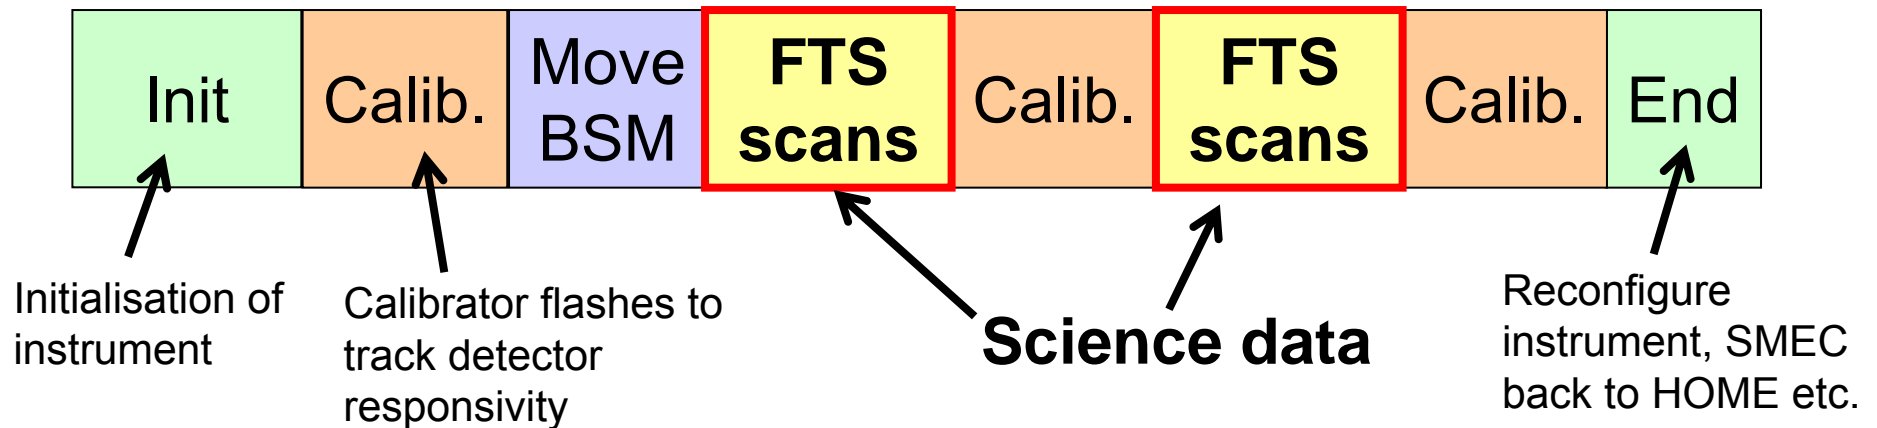 Init
Calib.
Move
BSM
FTS
scans
Calib.
FTS
scans
Calib.
End
Initialisation of
instrument
Calibrator flashes to
track detector
responsivity
Science data
Reconfigure
instrument, SMEC
back to HOME etc.